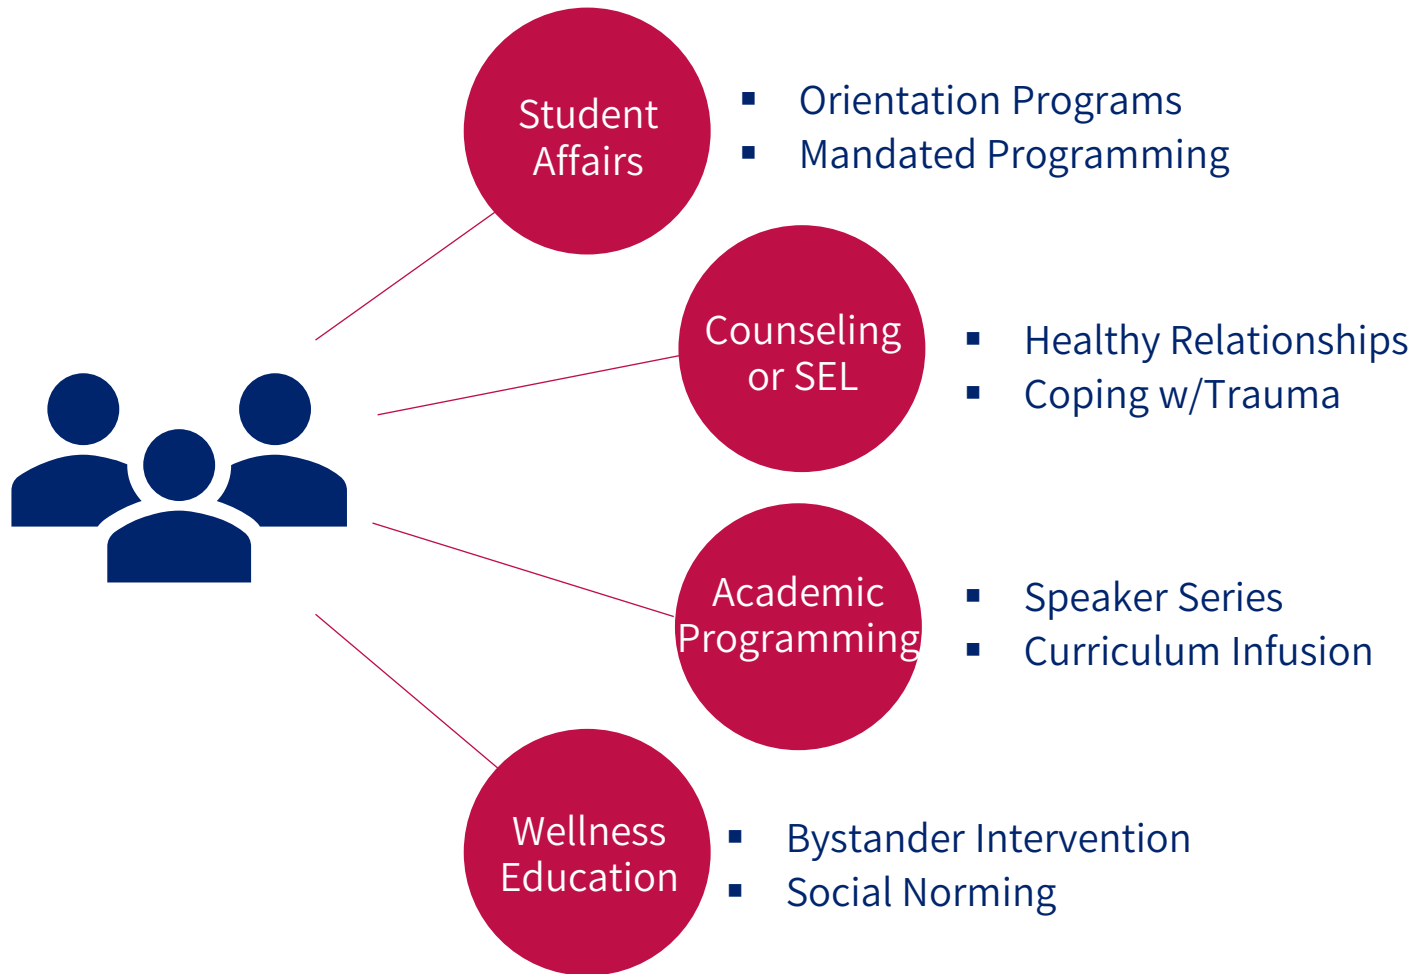 Student
Affairs
▪ Orientation Programs
▪ Mandated Programming
Counseling
or SEL
▪ Healthy Relationships
▪ Coping w/Trauma
Academic
Programming
▪ Speaker Series
▪ Curriculum Infusion
Wellness
Education
▪ Bystander Intervention
▪ Social Norming